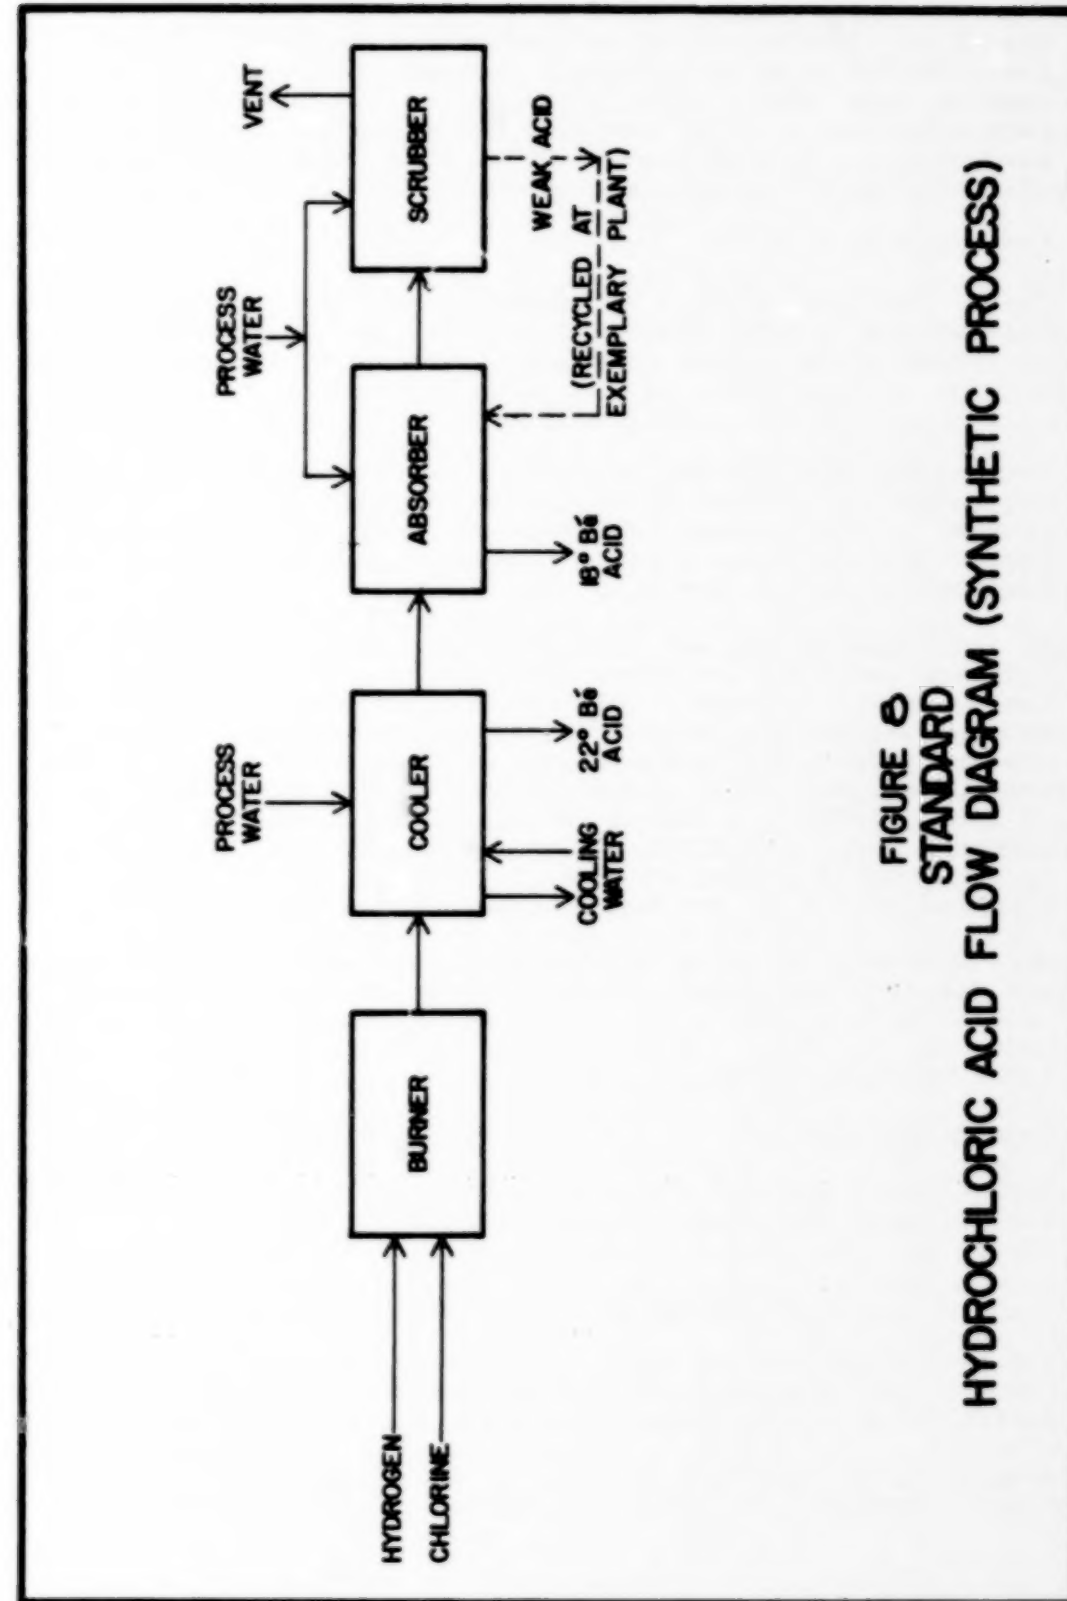 HYDROGEN
CHLORINE
BURNER
PROCESS
WATER
COOLER
COOLING
WATER
22° Bé
ACID
PROCESS
WATER
ABSORBER
18° Bé
ACID
(RECYCLED AT
EXEMPLARY PLANT)
VENT
SCRUBBER
WEAK ACID
FIGURE 8
STANDARD
HYDROCHLORIC ACID FLOW DIAGRAM (SYNTHETIC PROCESS)